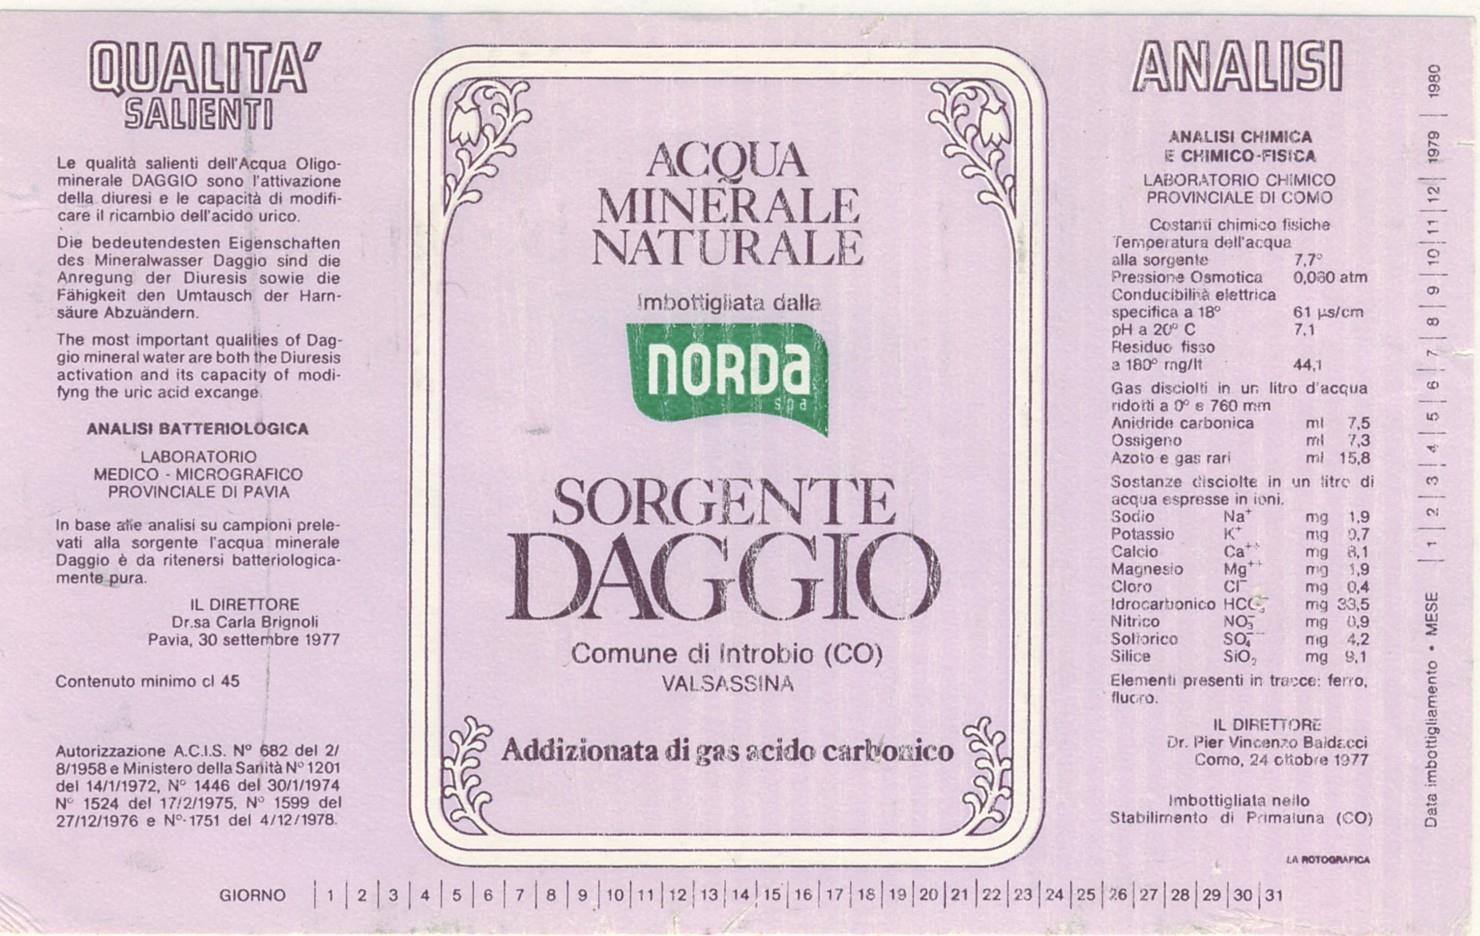 QUALITA'
SALIENTI
Le qualità salienti dell'Acqua Oligo-
minerale DAGGIO sono l'attivazione
della diuresi e le capacità di modifi-
care il ricambio dell'acido urico.
Die bedeutendesten Eigenschaften
des Mineralwasser Daggio sind die
Anregung der Diuresis sowie die
Fähigkeit den Umtausch der Harn-
säure Abzuändern.
The most important qualities of Dag-
gio mineral water are both the Diuresis
activation and its capacity of modi-
fyng the uric acid excange.
ANALISI BATTERIOLOGICA
LABORATORIO
MEDICO - MICROGRAFICO
PROVINCIALE DI PAVIA
In base alle analisi su campioni prele-
vati alla sorgente l'acqua minerale
Daggio è da ritenersi batteriologica-
mente pura.
IL DIRETTORE
Dr.sa Carla Brignoli
Pavia, 30 settembre 1977
Contenuto minimo cl 45
Autorizzazione A.C.I.S. N° 682 del 2/
8/1958 e Ministero della Sanità N° 1201
del 14/1/1972, N° 1446 del 30/1/1974
N° 1524 del 17/2/1975, N° 1599 del
27/12/1976 e N° 1751 del 4/12/1978.
ACQUA
MINERALE
NATURALE
Imbottigliata dalla
NORDA
spa
SORGENTE
DAGGIO
Comune di Introbio (CO)
VALSASSINA
Addizionata di gas acido carbonico
ANALISI
ANALISI CHIMICA
E CHIMICO-FISICA
LABORATORIO CHIMICO
PROVINCIALE DI COMO
Costanti chimico fisiche
Temperatura dell'acqua
alla sorgente 7,7°
Pressione Osmotica 0,030 atm
Conducibilità elettrica
specifica a 18° 61 µs/cm
pH a 20° C 7,1
Residuo fisso
a 180° mg/lt 44,1
Gas disciolti in un litro d'acqua
ridotti a 0° e 760 mm
Anidride carbonica ml 7,5
Ossigeno ml 7,3
Azoto e gas rari ml 15,8
Sostanze disciolte in un litro di
acqua espresse in ioni.
Sodio Na⁺ mg 1,9
Potassio K⁺ mg 0,7
Calcio Ca⁺⁺ mg 8,1
Magnesio Mg⁺⁺ mg 1,9
Cloro Cl⁻ mg 0,4
Idrocarbonico HCO₃⁻ mg 33,5
Nitrico NO₃⁻ mg 0,9
Solforico SO₄⁻⁻ mg 4,2
Silice SiO₂ mg 9,1
Elementi presenti in tracce: ferro,
fluoro.
IL DIRETTORE
Dr. Pier Vincenzo Baldacci
Como, 24 ottobre 1977
Imbottigliata nello
Stabilimento di Primaluna (CO)
LA ROTOGRAFICA
Data imbottigliamento • MESE | 1 | 2 | 3 | 4 | 5 | 6 | 7 | 8 | 9 | 10 | 11 | 12 | 1979 | 1980
GIORNO | 1 | 2 | 3 | 4 | 5 | 6 | 7 | 8 | 9 | 10 | 11 | 12 | 13 | 14 | 15 | 16 | 17 | 18 | 19 | 20 | 21 | 22 | 23 | 24 | 25 | 26 | 27 | 28 | 29 | 30 | 31